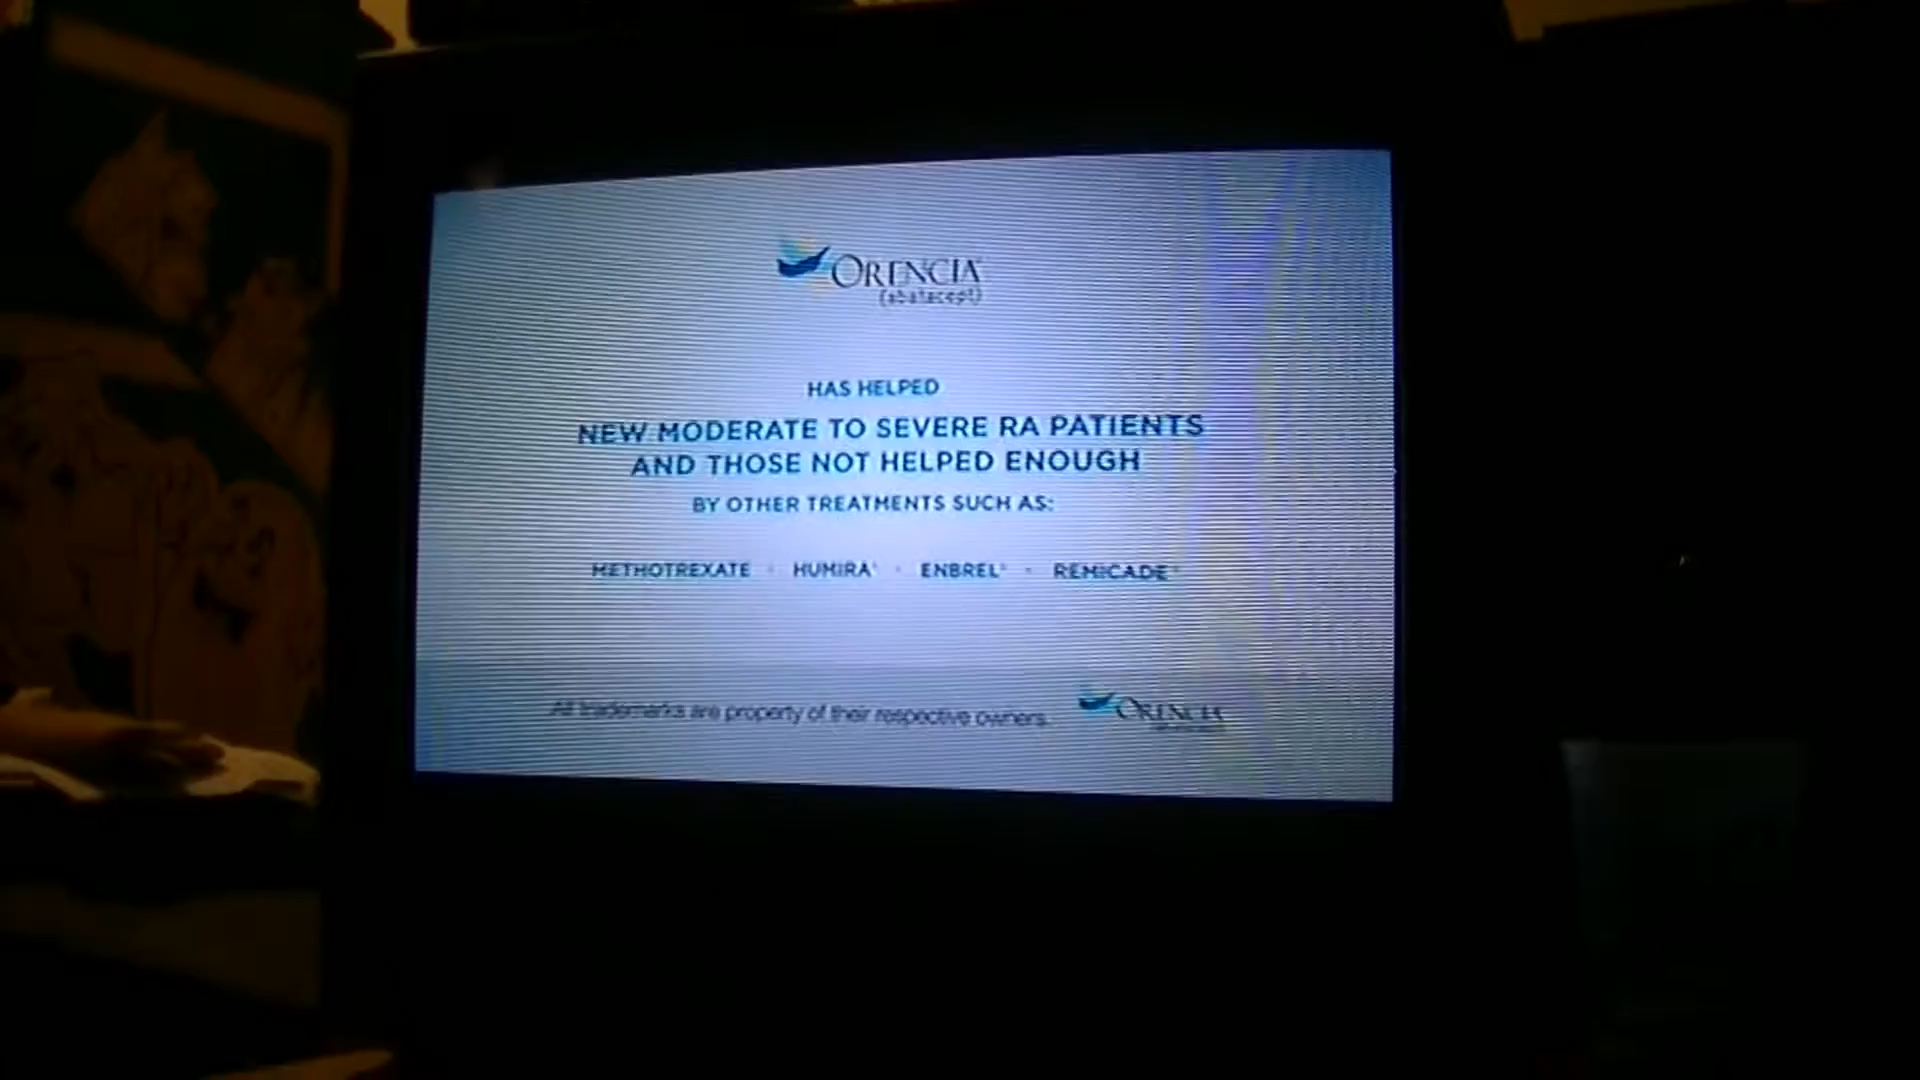 ORENCIA
(abatacept)
HAS HELPED
NEW MODERATE TO SEVERE RA PATIENTS
AND THOSE NOT HELPED ENOUGH
BY OTHER TREATMENTS SUCH AS:
METHOTREXATE · HUMIRA® · ENBREL® · REMICADE®
All trademarks are property of their respective owners.
ORENCIA